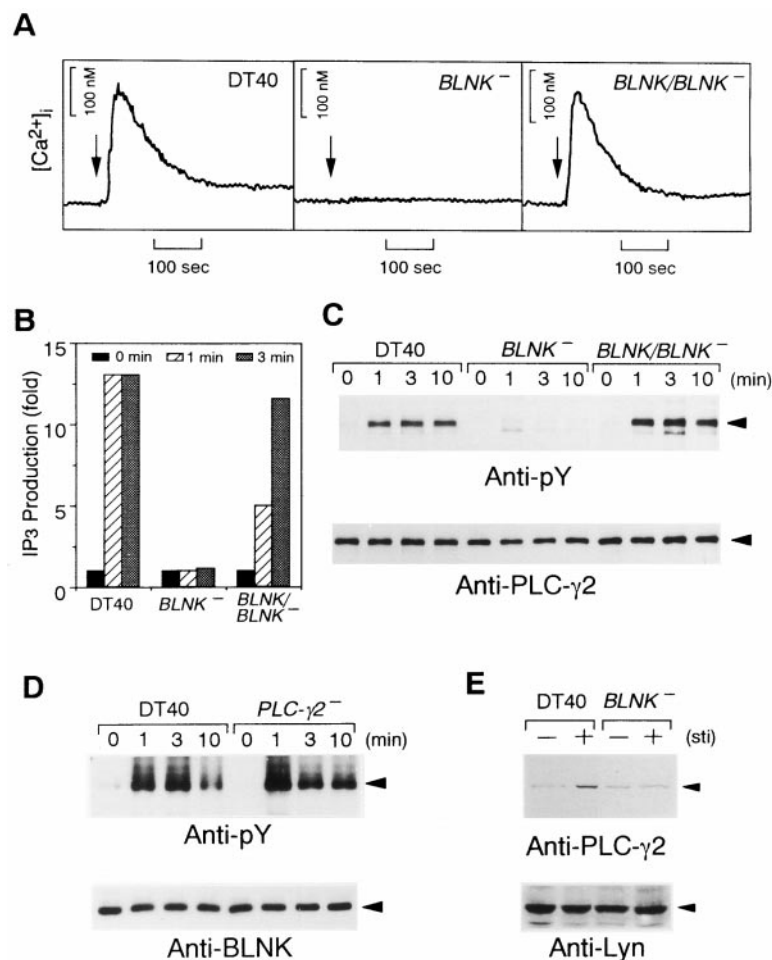 A
DT40
BLNK⁻
BLNK/BLNK⁻
100 nM
100 nM
100 nM
[Ca²⁺]i
100 sec
100 sec
100 sec
B
0 min 1 min 3 min
15
10
5
0
IP3 Production (fold)
DT40
BLNK⁻
BLNK/
BLNK⁻
C
DT40
BLNK⁻
BLNK/BLNK⁻
0 1 3 10 0 1 3 10 0 1 3 10 (min)
Anti-pY
Anti-PLC-γ2
D
DT40
PLC-γ2⁻
0 1 3 10 0 1 3 10 (min)
Anti-pY
Anti-BLNK
E
DT40
BLNK⁻
− + − + (sti)
Anti-PLC-γ2
Anti-Lyn